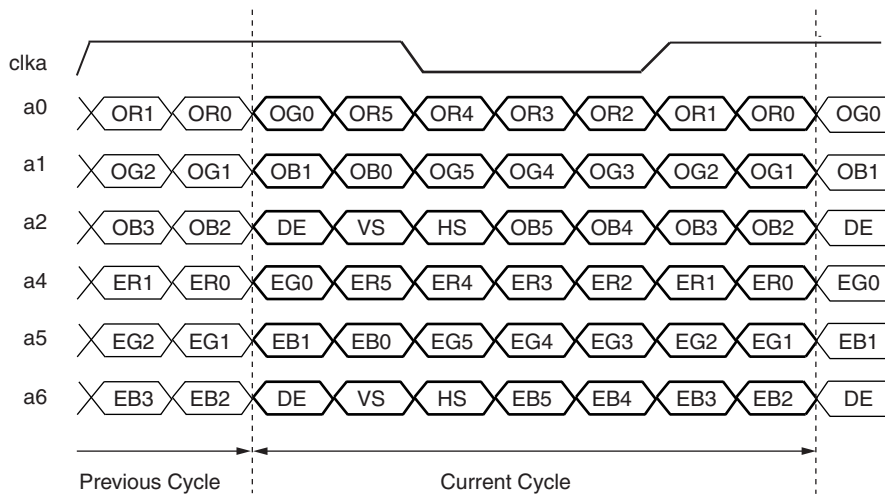 clka
a0 OR1 OR0 OG0 OR5 OR4 OR3 OR2 OR1 OR0 OG0
a1 OG2 OG1 OB1 OB0 OG5 OG4 OG3 OG2 OG1 OB1
a2 OB3 OB2 DE VS HS OB5 OB4 OB3 OB2 DE
a4 ER1 ER0 EG0 ER5 ER4 ER3 ER2 ER1 ER0 EG0
a5 EG2 EG1 EB1 EB0 EG5 EG4 EG3 EG2 EG1 EB1
a6 EB3 EB2 DE VS HS EB5 EB4 EB3 EB2 DE
Previous Cycle Current Cycle